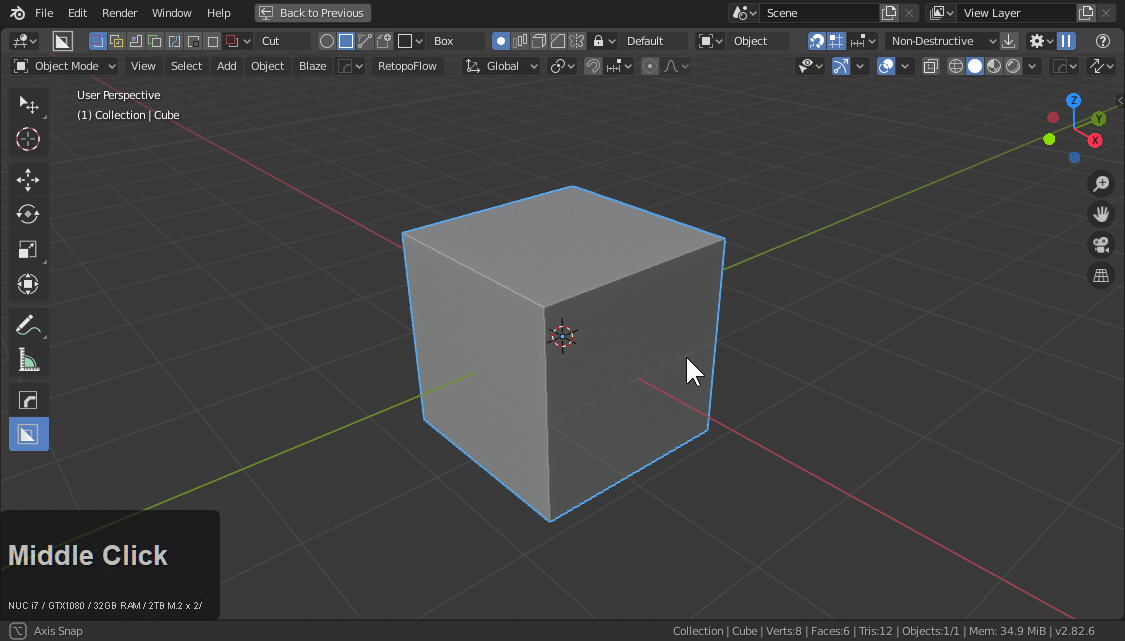 File Edit Render Window Help Back to Previous Scene View Layer
Cut Box Default Object Non-Destructive
Object Mode View Select Add Object Blaze RetopoFlow Global
User Perspective
(1) Collection | Cube
Z
Y
X
Middle Click
NUC i7 / GTX1080 / 32GB RAM / 2TB M.2 x 2/
Axis Snap Collection | Cube | Verts:8 | Faces:6 | Tris:12 | Objects:1/1 | Mem: 34.9 MiB | v2.82.6